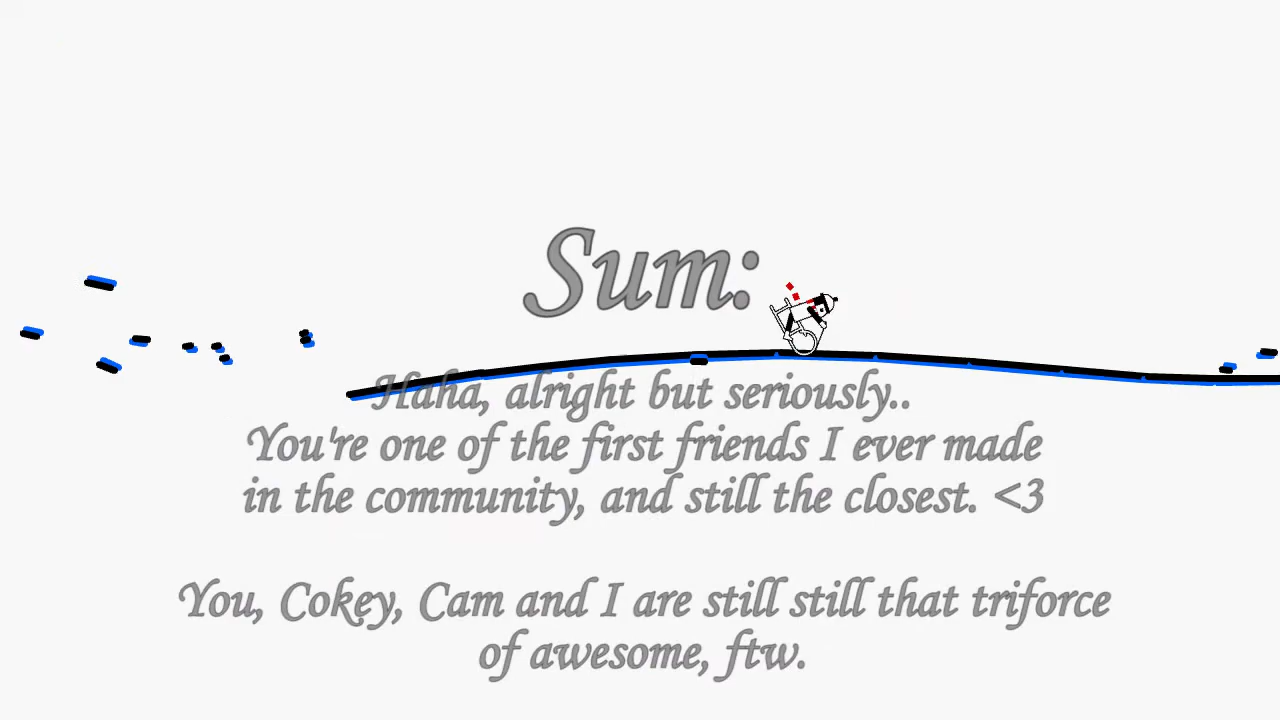 Sum:
Haha, alright but seriously..
You're one of the first friends I ever made
in the community, and still the closest. <3
You, Cokey, Cam and I are still still that triforce
of awesome, ftw.